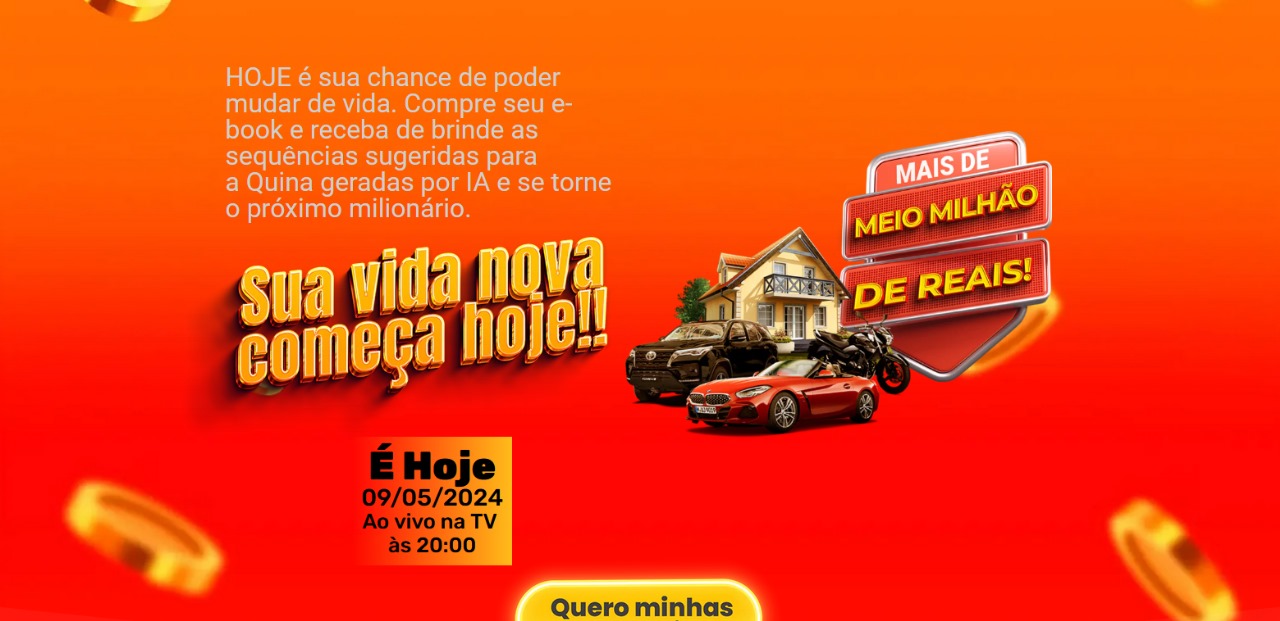 HOJE é sua chance de poder
mudar de vida. Compre seu e-
book e receba de brinde as
sequências sugeridas para
a Quina geradas por IA e se torne
o próximo milionário.
Sua vida nova
começa hoje!!
MAIS DE
MEIO MILHÃO
DE REAIS!
É Hoje
09/05/2024
Ao vivo na TV
às 20:00
Quero minhas